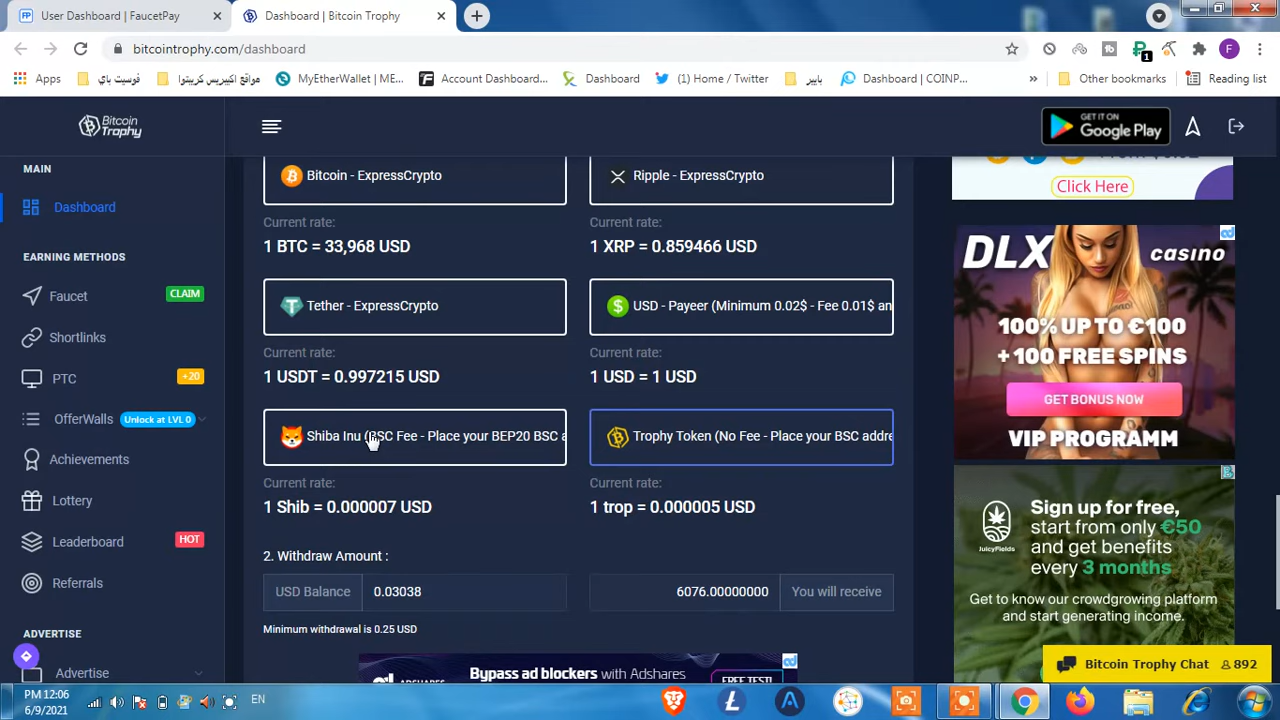 User Dashboard | FaucetPay
Dashboard | Bitcoin Trophy
bitcointrophy.com/dashboard
Apps
فوسيت باي
مواقع اكبيريس كريبتوا
MyEtherWallet | ME...
Account Dashboard...
Dashboard
(1) Home / Twitter
بايير
Dashboard | COINP...
»
Other bookmarks
Reading list
Bitcoin
Trophy
GET IT ON
Google Play
MAIN
Dashboard
EARNING METHODS
Faucet
CLAIM
Shortlinks
PTC
+20
OfferWalls
Unlock at LVL 0
Achievements
Lottery
Leaderboard
HOT
Referrals
ADVERTISE
Advertise
Bitcoin - ExpressCrypto
Ripple - ExpressCrypto
Current rate:
Current rate:
1 BTC = 33,968 USD
1 XRP = 0.859466 USD
Tether - ExpressCrypto
USD - Payeer (Minimum 0.02$ - Fee 0.01$ an
Current rate:
Current rate:
1 USDT = 0.997215 USD
1 USD = 1 USD
Shiba Inu (BSC Fee - Place your BEP20 BSC a
Trophy Token (No Fee - Place your BSC addre
Current rate:
Current rate:
1 Shib = 0.000007 USD
1 trop = 0.000005 USD
2. Withdraw Amount :
USD Balance
0.03038
6076.00000000
You will receive
Minimum withdrawal is 0.25 USD
Bypass ad blockers with Adshares
FREE TEST!
Click Here
DLX casino
100% UP TO €100
+ 100 FREE SPINS
GET BONUS NOW
VIP PROGRAMM
JUICYFIELDS
Sign up for free,
start from only €50
and get benefits
every 3 months
Get to know our crowdgrowing platform
and start generating income.
Bitcoin Trophy Chat
892
PM 12:06
6/9/2021
EN